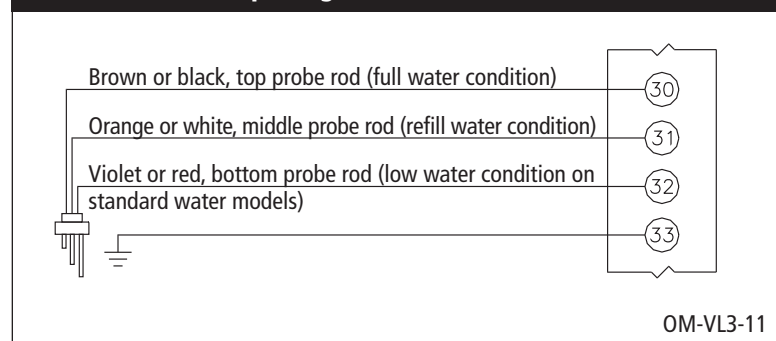 Brown or black, top probe rod (full water condition)
30
Orange or white, middle probe rod (refill water condition)
31
Violet or red, bottom probe rod (low water condition on
standard water models)
32
33
OM-VL3-11